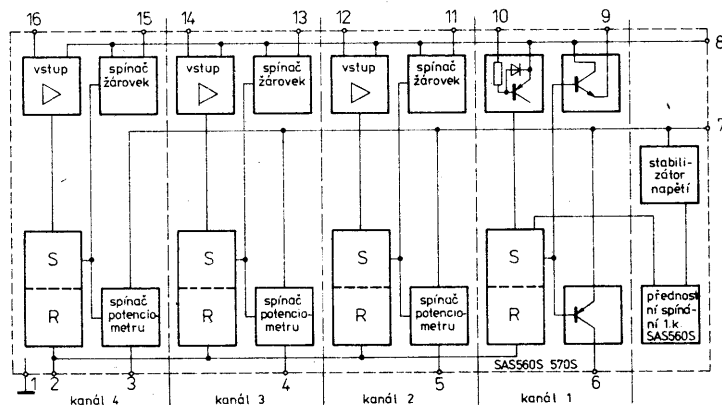 16 15 14 13 12 11 10 9
8
vstup
spínač
žárovek
vstup
spínač
žárovek
vstup
spínač
žárovek
7
stabili-
zátor
napětí
S
R
spínač
potencio-
metru
S
R
spínač
potencio-
metru
S
R
spínač
potencio-
metru
S
R
přednost
ní spíná
ní 1.k.
SAS560S
SAS560S 570S
1 2 3 4 5 6
kanál 4 kanál 3 kanál 2 kanál 1